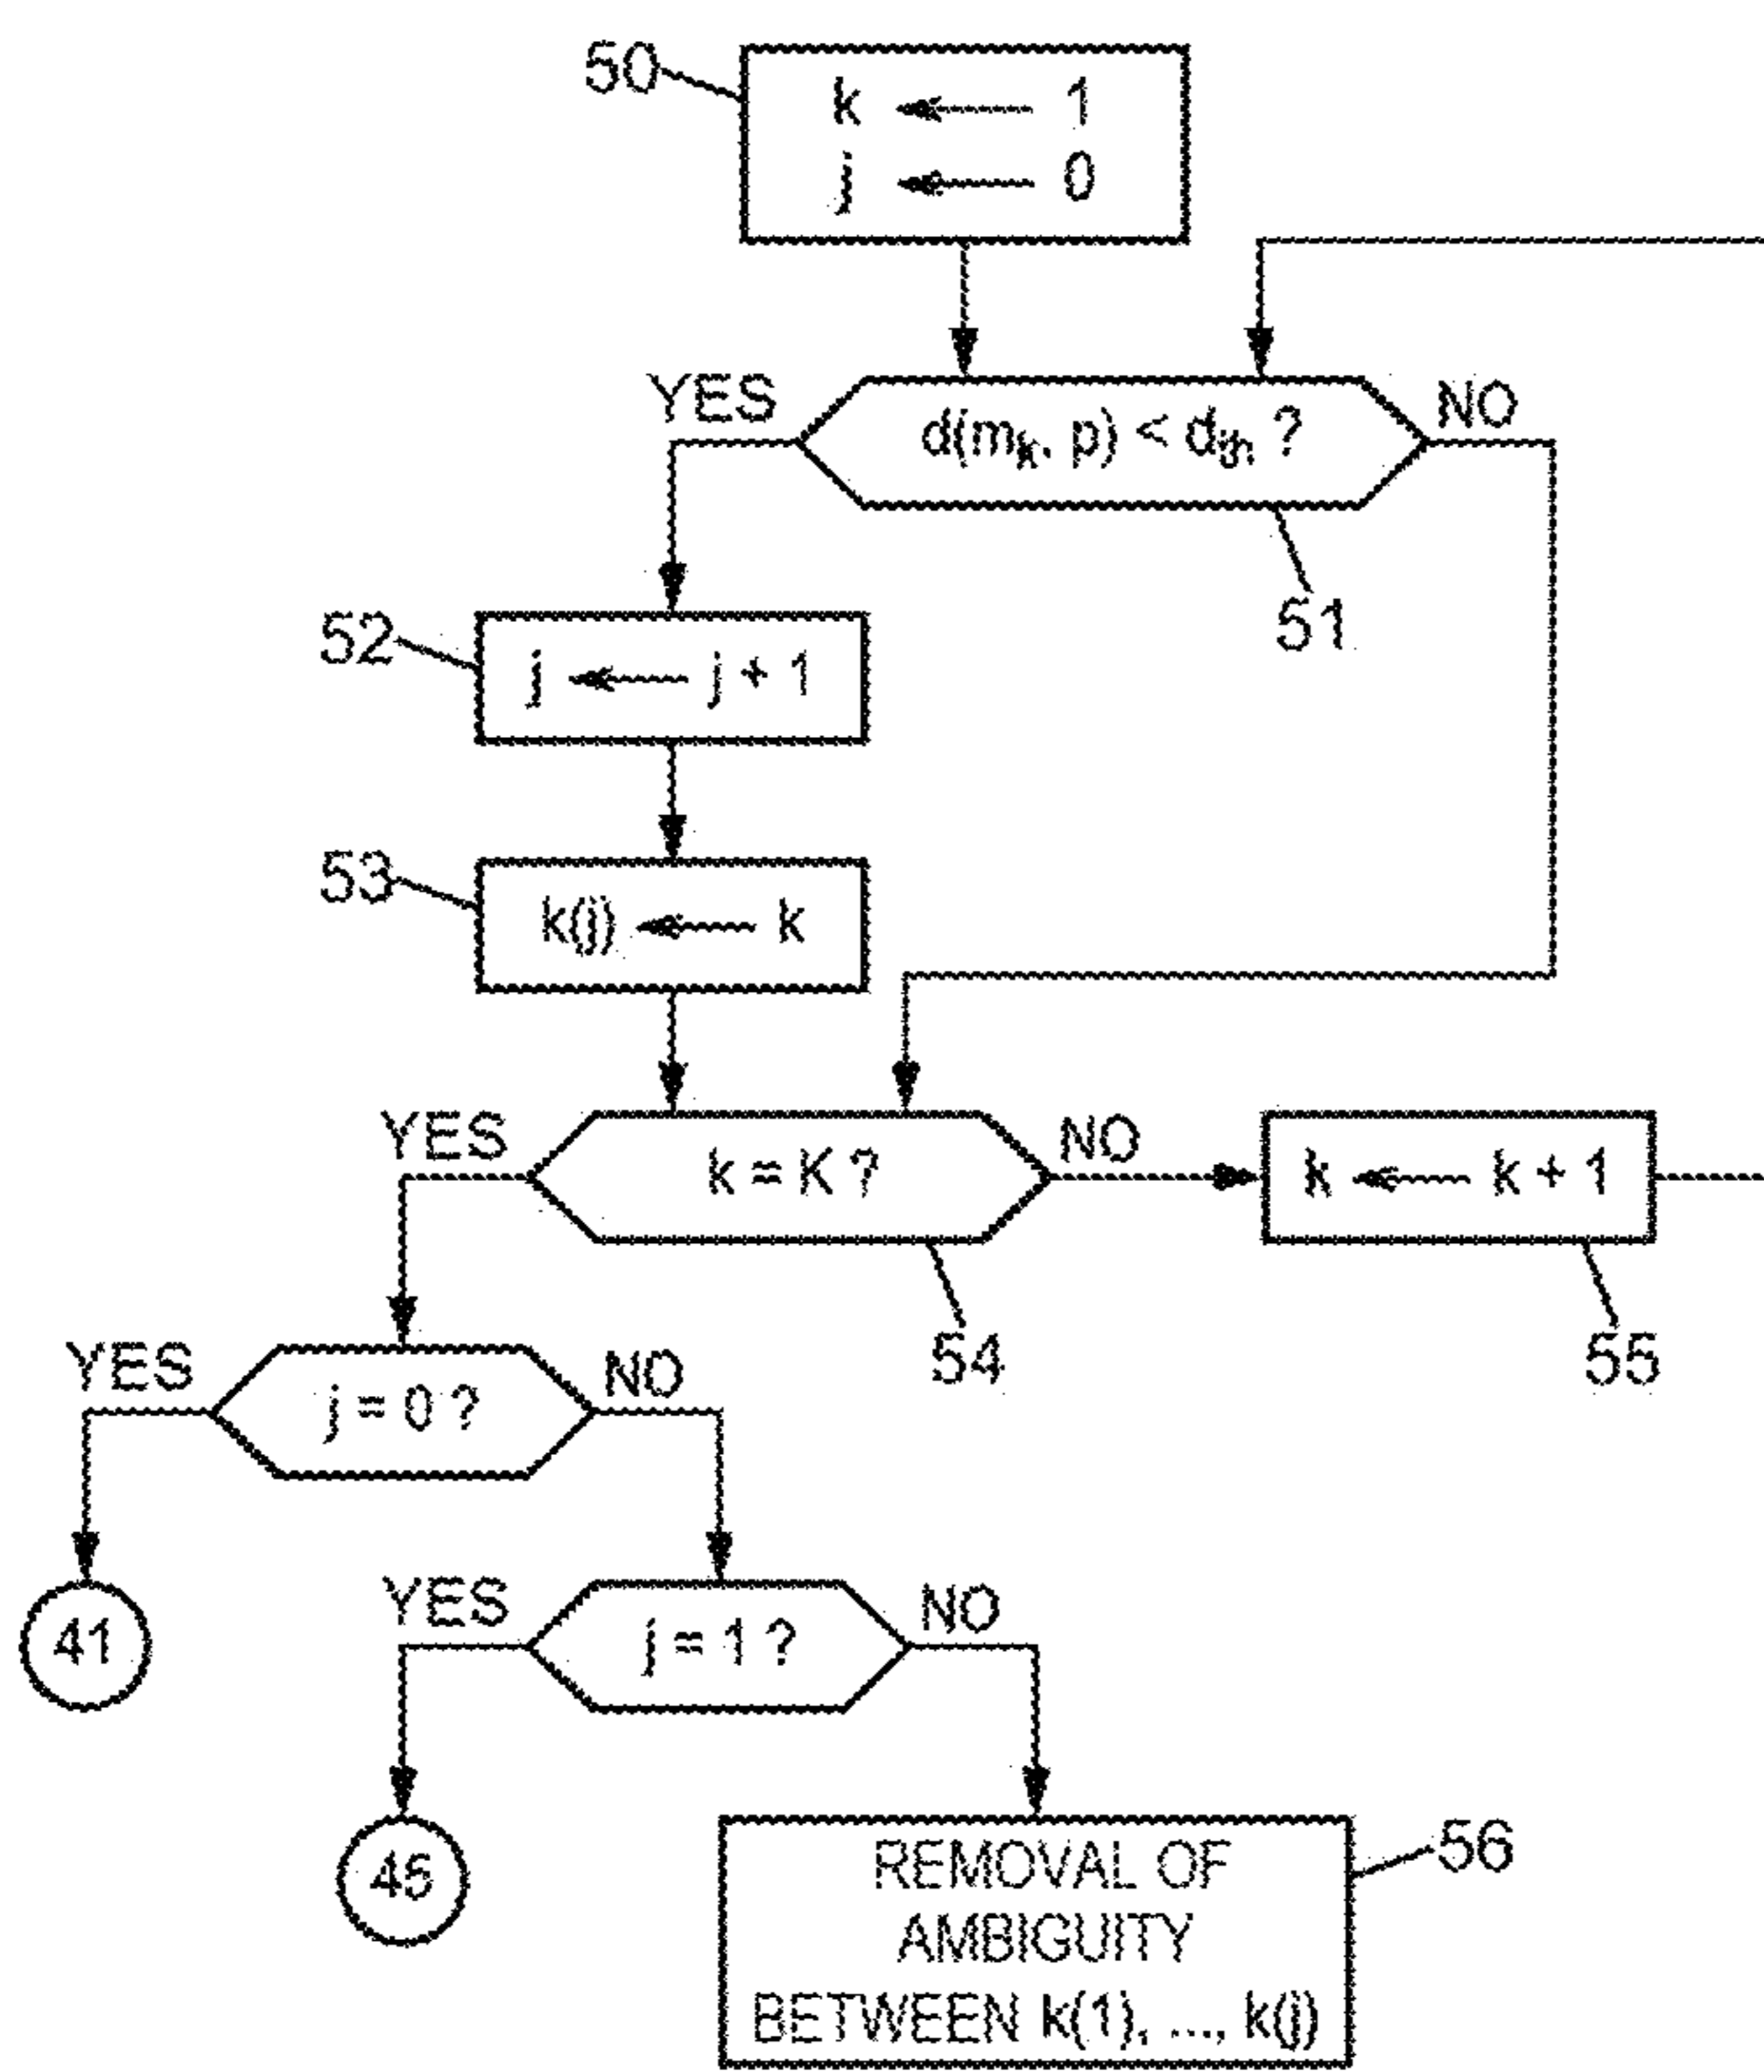 50
k ← 1
j ← 0
YES
d(mk, p) < dth ?
NO
51
52
j ← j + 1
53
k(j) ← k
YES
k = K ?
NO
k ← k + 1
54
55
YES
j = 0 ?
NO
41
YES
j = 1 ?
NO
45
REMOVAL OF
AMBIGUITY
BETWEEN k(1), ..., k(j)
56